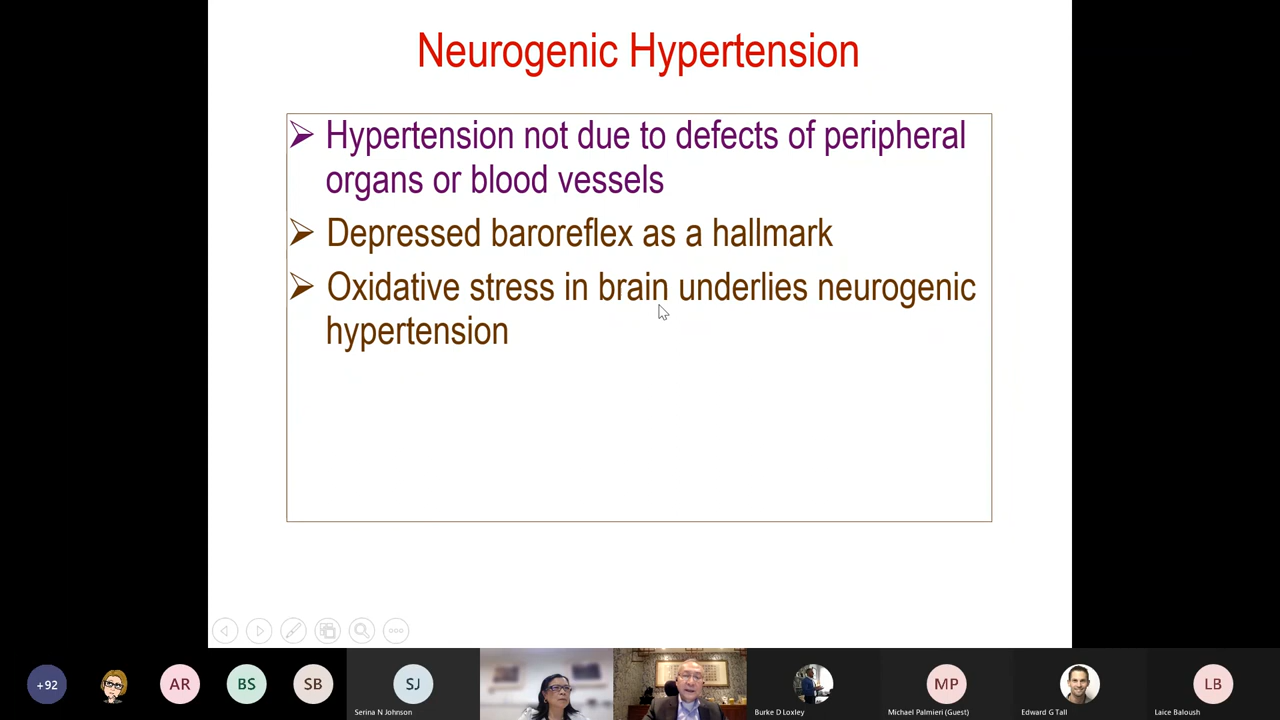 Neurogenic Hypertension
Hypertension not due to defects of peripheral
organs or blood vessels
Depressed baroreflex as a hallmark
Oxidative stress in brain underlies neurogenic
hypertension
+92
AR
BS
SB
SJ
Serina N Johnson
Burke D Loxley
MP
Michael Palmieri (Guest)
Edward G Tall
LB
Laice Baloush